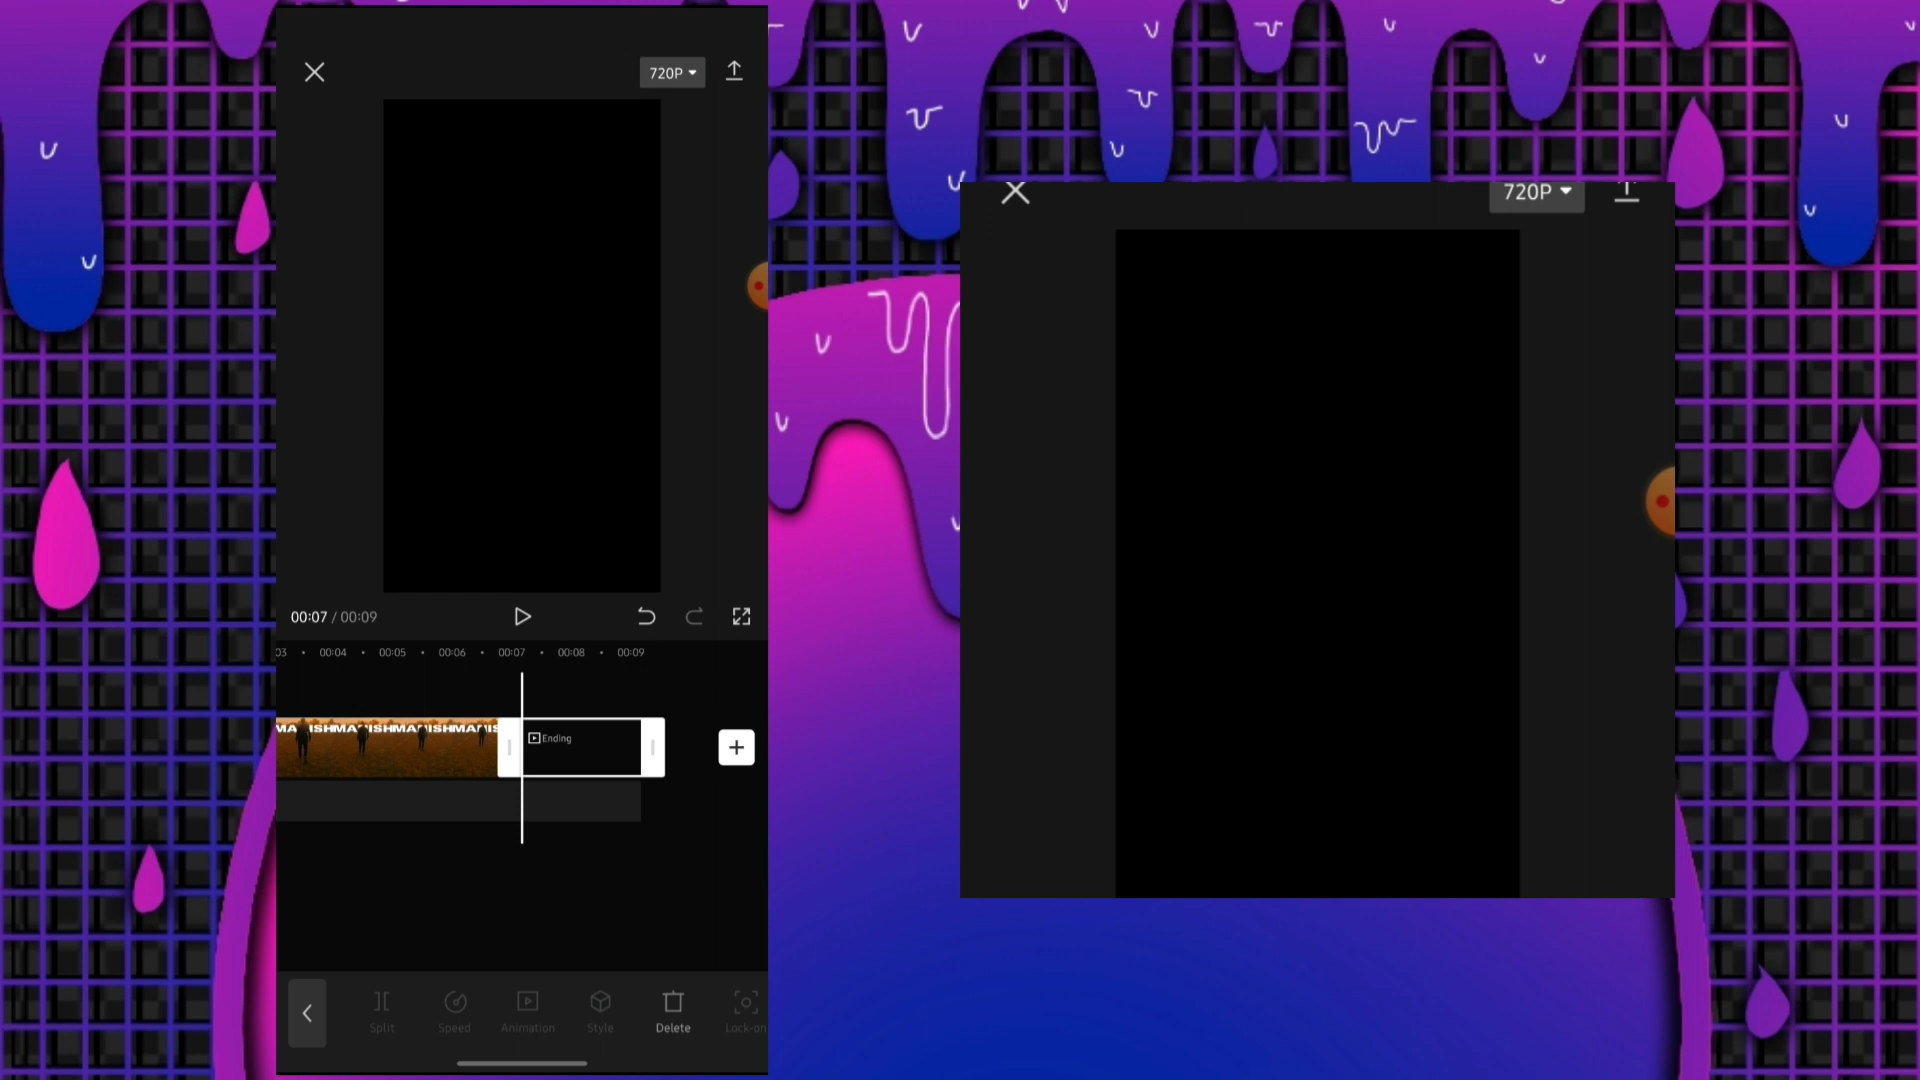 720P
720P
00:07 / 00:09
03 00:04 00:05 00:06 00:07 00:08 00:09
MANISHMANISHMANISHMANIS
Ending
Split
Speed
Animation
Style
Delete
Lock-on